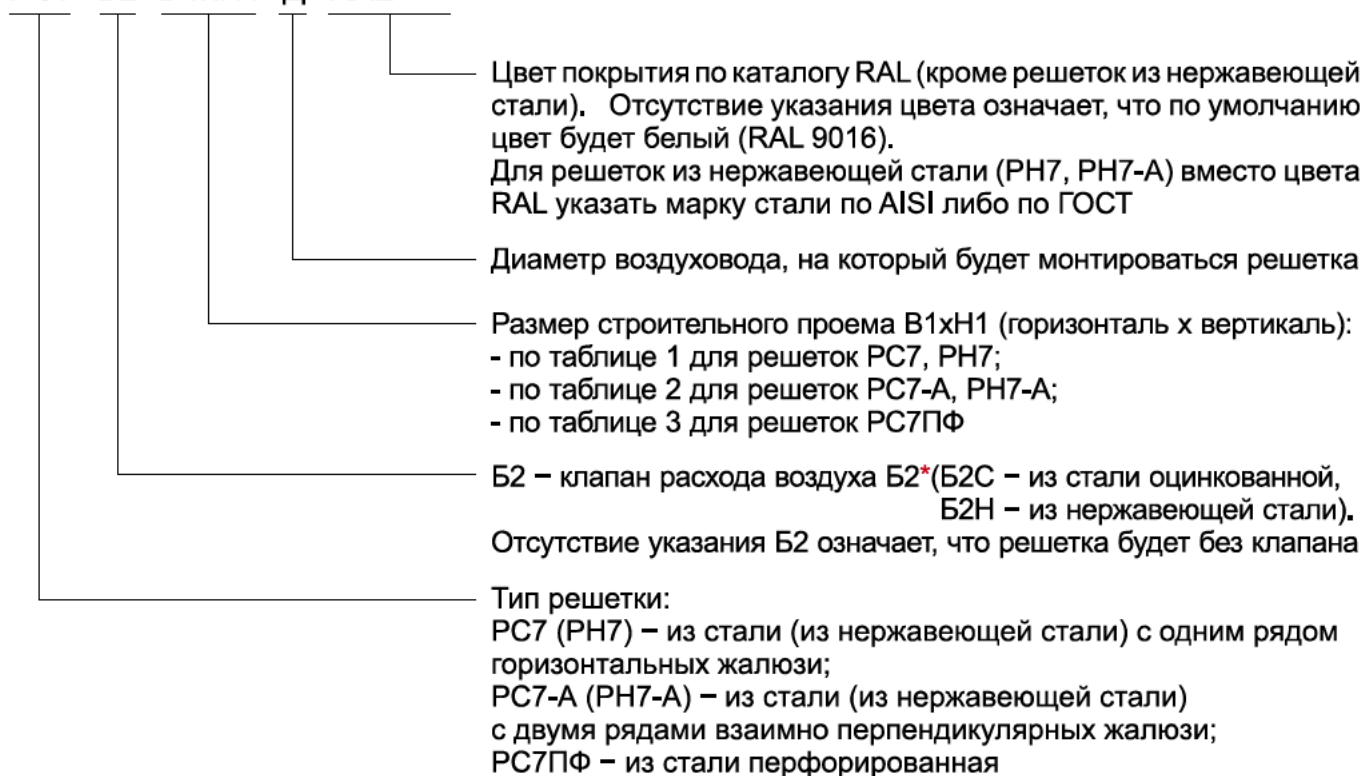 Цвет покрытия по каталогу RAL (кроме решеток из нержавеющей
стали).   Отсутствие указания цвета означает, что по умолчанию
цвет будет белый (RAL 9016).
Для решеток из нержавеющей стали (РН7, РН7-А) вместо цвета
RAL указать марку стали по AISI либо по ГОСТ
Диаметр воздуховода, на который будет монтироваться решетка
Размер строительного проема В1хН1 (горизонталь х вертикаль):
- по таблице 1 для решеток РС7, РН7;
- по таблице 2 для решеток РС7-А, РН7-А;
- по таблице 3 для решеток РС7ПФ
Б2 – клапан расхода воздуха Б2*(Б2С – из стали оцинкованной,
Б2Н – из нержавеющей стали).
Отсутствие указания Б2 означает, что решетка будет без клапана
Тип решетки:
РС7 (РН7) – из стали (из нержавеющей стали) с одним рядом
горизонтальных жалюзи;
РС7-А (РН7-А) – из стали (из нержавеющей стали)
с двумя рядами взаимно перпендикулярных жалюзи;
РС7ПФ – из стали перфорированная